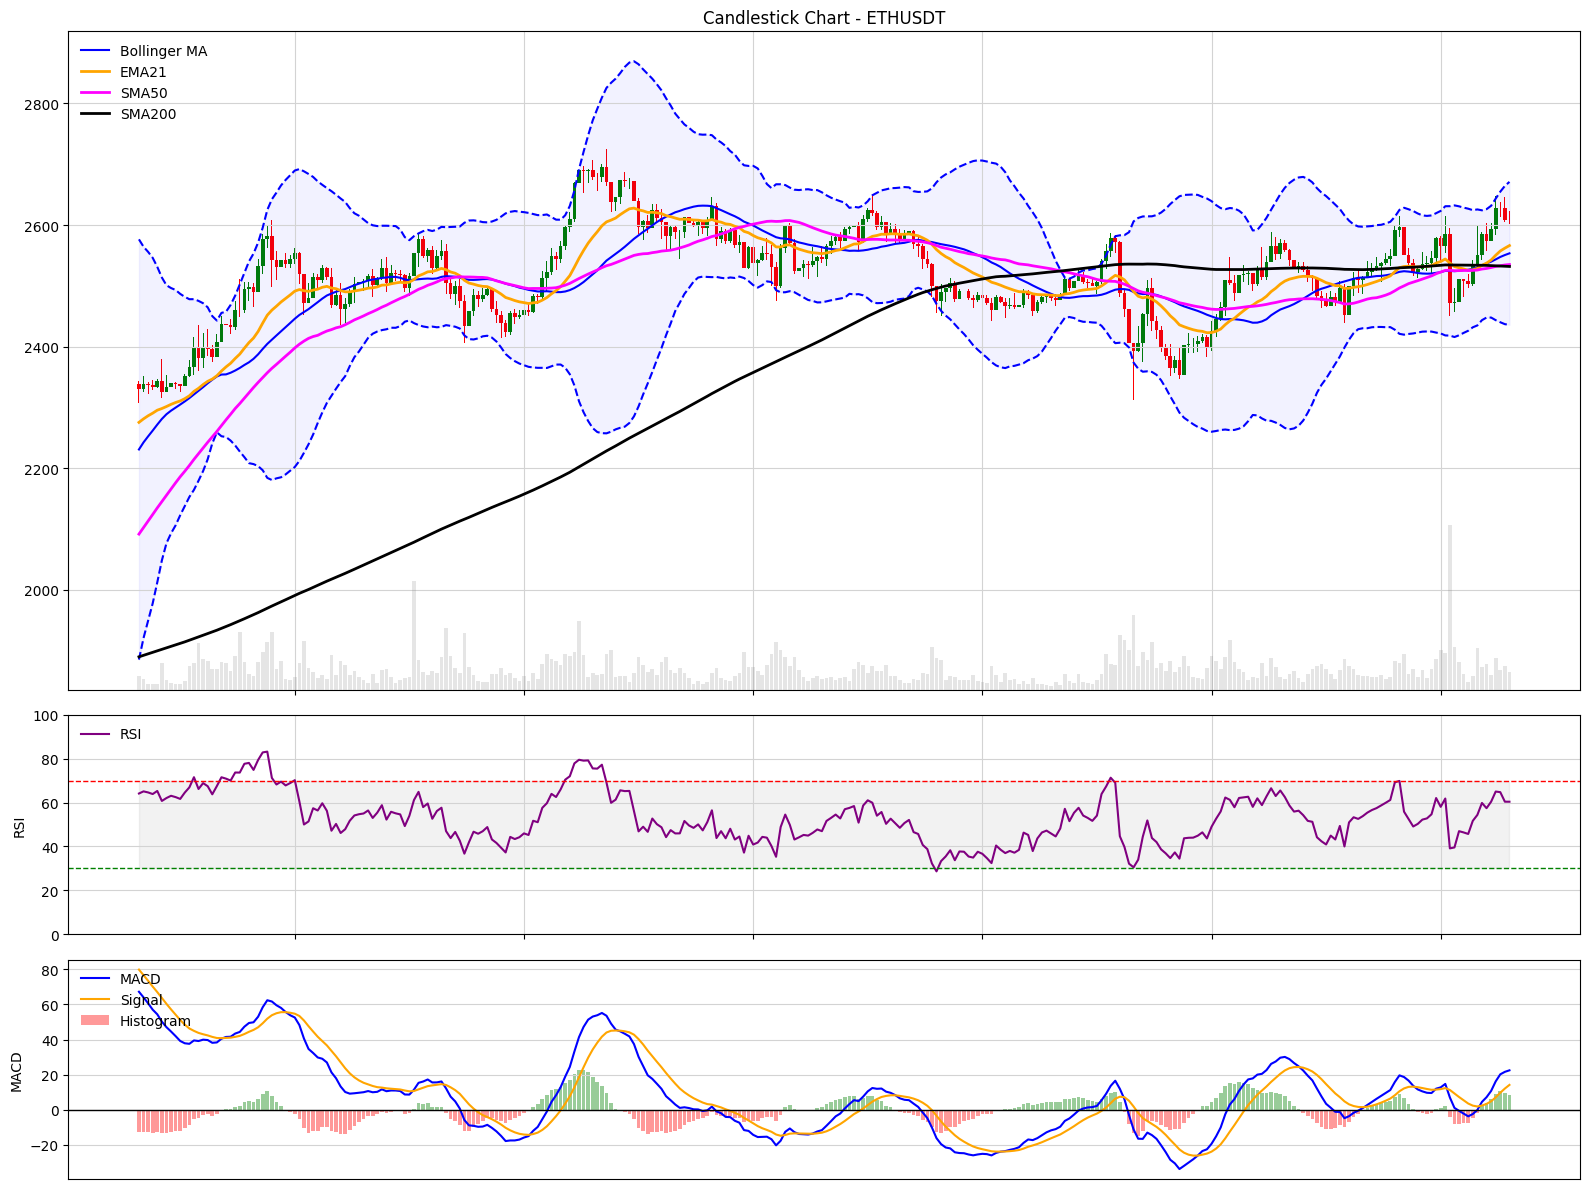 Candlestick Chart - ETHUSDT
Bollinger MA
EMA21
SMA50
SMA200
2800
2600
2400
2200
2000
100
80
60
40
20
0
RSI
RSI
80
60
40
20
0
−20
MACD
MACD
Signal
Histogram